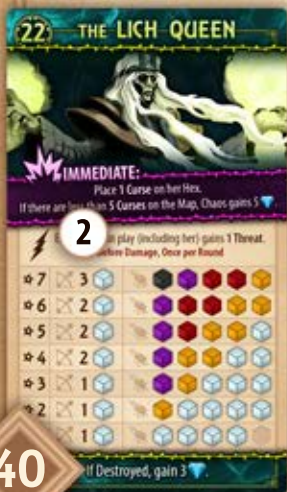 22 THE LICH QUEEN
IMMEDIATE:
Place 1 Curse on her Hex.
If there are less than 5 Curses on the Map, Chaos gains 5
2
in play (including her) gains 1 Threat.
Before Damage, Once per Round
7 3
6 2
5 2
4 2
3 1
2 1
1
40 If Destroyed, gain 3